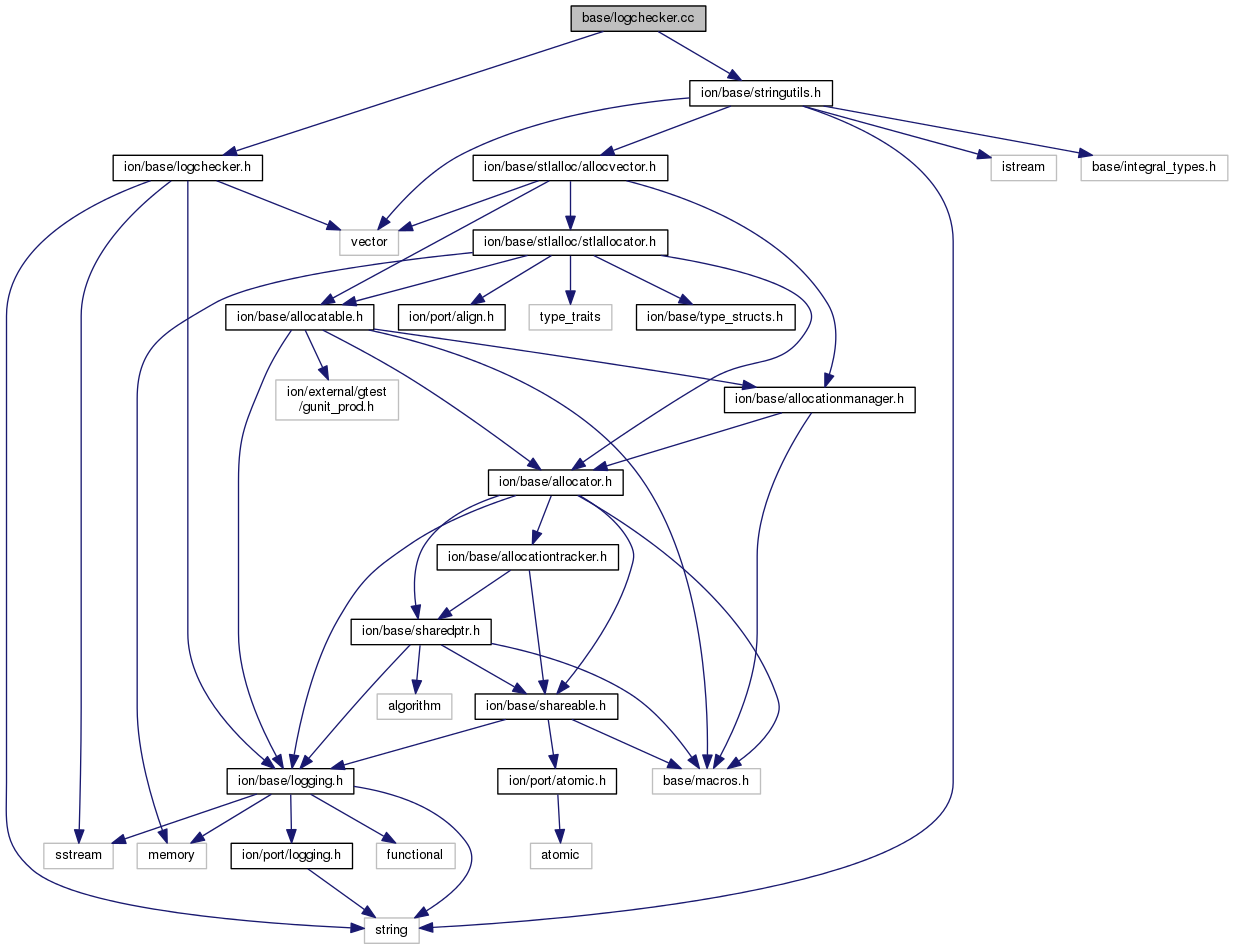 base/logchecker.cc
ion/base/stringutils.h
ion/base/logchecker.h
ion/base/stlalloc/allocvector.h
istream
base/integral_types.h
vector
ion/base/stlalloc/stlallocator.h
ion/base/allocatable.h
ion/port/align.h
type_traits
ion/base/type_structs.h
ion/external/gtest
/gunit_prod.h
ion/base/allocationmanager.h
ion/base/allocator.h
ion/base/allocationtracker.h
ion/base/sharedptr.h
algorithm
ion/base/shareable.h
ion/base/logging.h
ion/port/atomic.h
base/macros.h
sstream
memory
ion/port/logging.h
functional
atomic
string